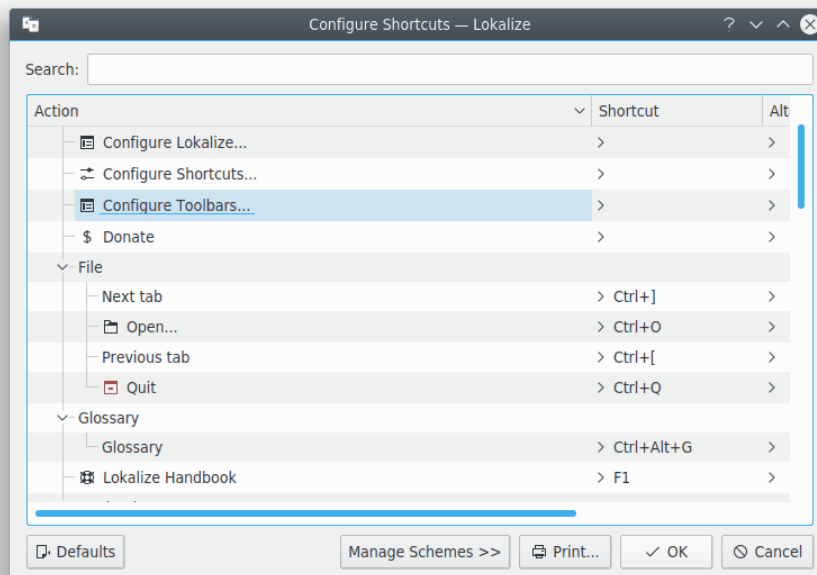 Configure Shortcuts — Lokalize
Search:
Action Shortcut Alt
Configure Lokalize...
Configure Shortcuts...
Configure Toolbars...
$ Donate
File
Next tab Ctrl+]
Open... Ctrl+O
Previous tab Ctrl+[
Quit Ctrl+Q
Glossary
Glossary Ctrl+Alt+G
Lokalize Handbook F1
Defaults Manage Schemes >> Print... OK Cancel